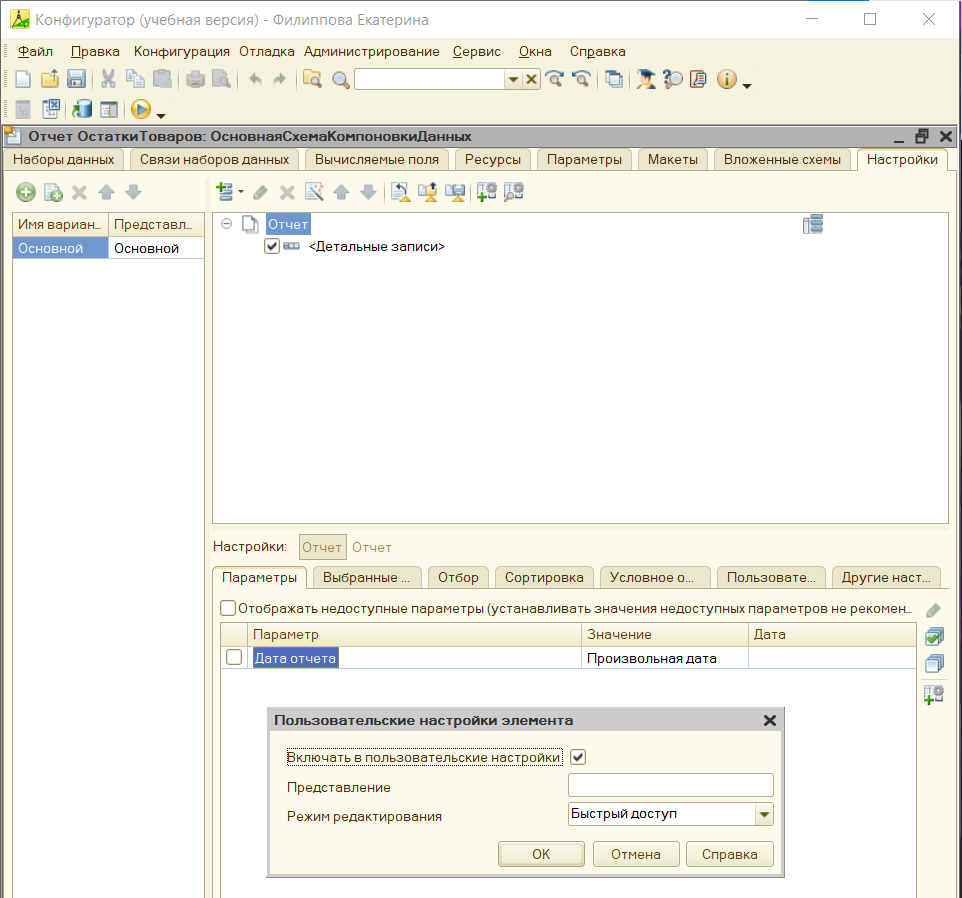 Конфигуратор (учебная версия) - Филиппова Екатерина
Файл Правка Конфигурация Отладка Администрирование Сервис Окна Справка
Отчет ОстаткиТоваров: ОсновнаяСхемаКомпоновкиДанных
Наборы данных Связи наборов данных Вычисляемые поля Ресурсы Параметры Макеты Вложенные схемы Настройки
Имя вариан... Представл...
Основной Основной
Отчет
<Детальные записи>
Настройки: Отчет Отчет
Параметры Выбранные ... Отбор Сортировка Условное о... Пользовате... Другие наст...
Отображать недоступные параметры (устанавливать значения недоступных параметров не рекомен...
Параметр Значение Дата
Дата отчета Произвольная дата
Пользовательские настройки элемента
Включать в пользовательские настройки
Представление
Режим редактирования Быстрый доступ
OK Отмена Справка